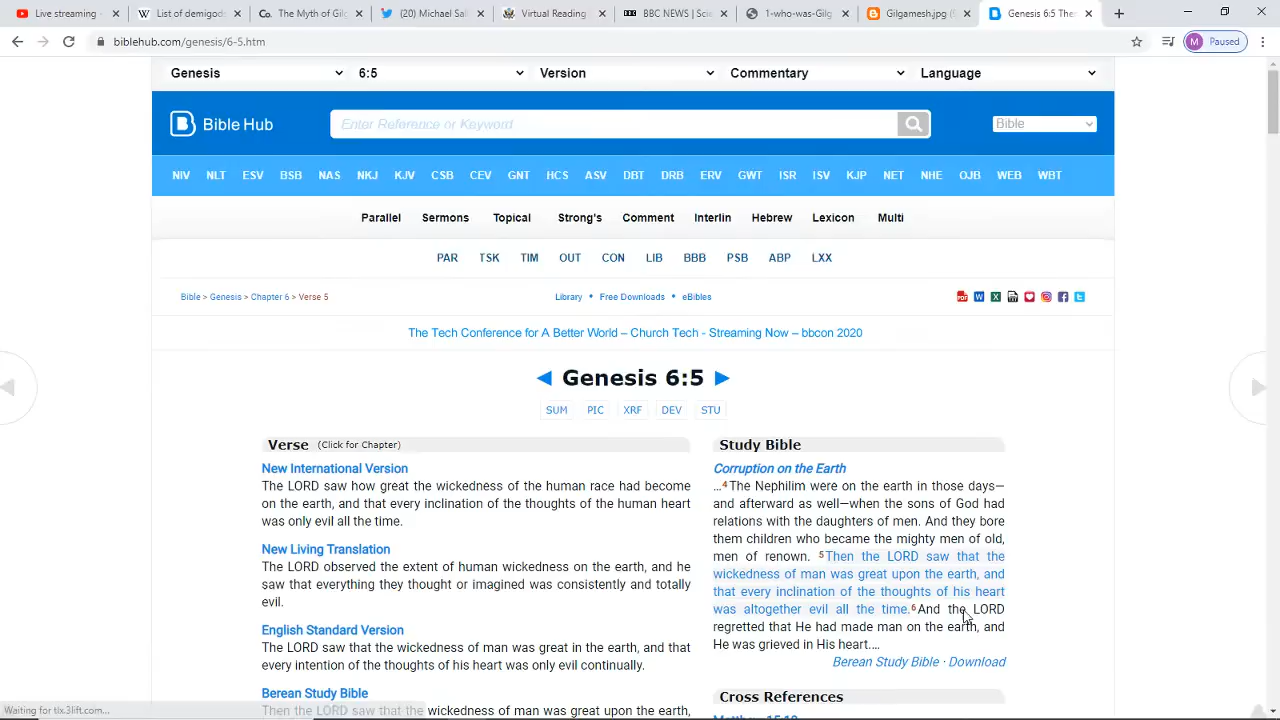 Live streaming -
List of demigods
Co. The Myth of Gilg
(20) Michael S
Virtual Reading
BBC NEWS | Sci
1-who-was-Gilg
Gilgamesh.jpg (
Genesis 6:5 Then
biblehub.com/genesis/6-5.htm
M Paused
Genesis 6:5 Version Commentary Language
Bible Hub Enter Reference or Keyword Bible
NIV NLT ESV BSB NAS NKJ KJV CSB CEV GNT HCS ASV DBT DRB ERV GWT ISR ISV KJP NET NHE OJB WEB WBT
Parallel Sermons Topical Strong's Comment Interlin Hebrew Lexicon Multi
PAR TSK TIM OUT CON LIB BBB PSB ABP LXX
Bible > Genesis > Chapter 6 > Verse 5 Library • Free Downloads • eBibles
The Tech Conference for A Better World – Church Tech - Streaming Now – bbcon 2020
◄ Genesis 6:5 ►
SUM PIC XRF DEV STU
Verse (Click for Chapter)
New International Version
The LORD saw how great the wickedness of the human race had become
on the earth, and that every inclination of the thoughts of the human heart
was only evil all the time.
New Living Translation
The LORD observed the extent of human wickedness on the earth, and he
saw that everything they thought or imagined was consistently and totally
evil.
English Standard Version
The LORD saw that the wickedness of man was great in the earth, and that
every intention of the thoughts of his heart was only evil continually.
Berean Study Bible
Then the LORD saw that the wickedness of man was great upon the earth,
Study Bible
Corruption on the Earth
…4The Nephilim were on the earth in those days—
and afterward as well—when the sons of God had
relations with the daughters of men. And they bore
them children who became the mighty men of old,
men of renown. 5Then the LORD saw that the
wickedness of man was great upon the earth, and
that every inclination of the thoughts of his heart
was altogether evil all the time.6And the LORD
regretted that He had made man on the earth, and
He was grieved in His heart.…
Berean Study Bible · Download
Cross References
Matthew 15:19
Waiting for tlx.3lift.com...